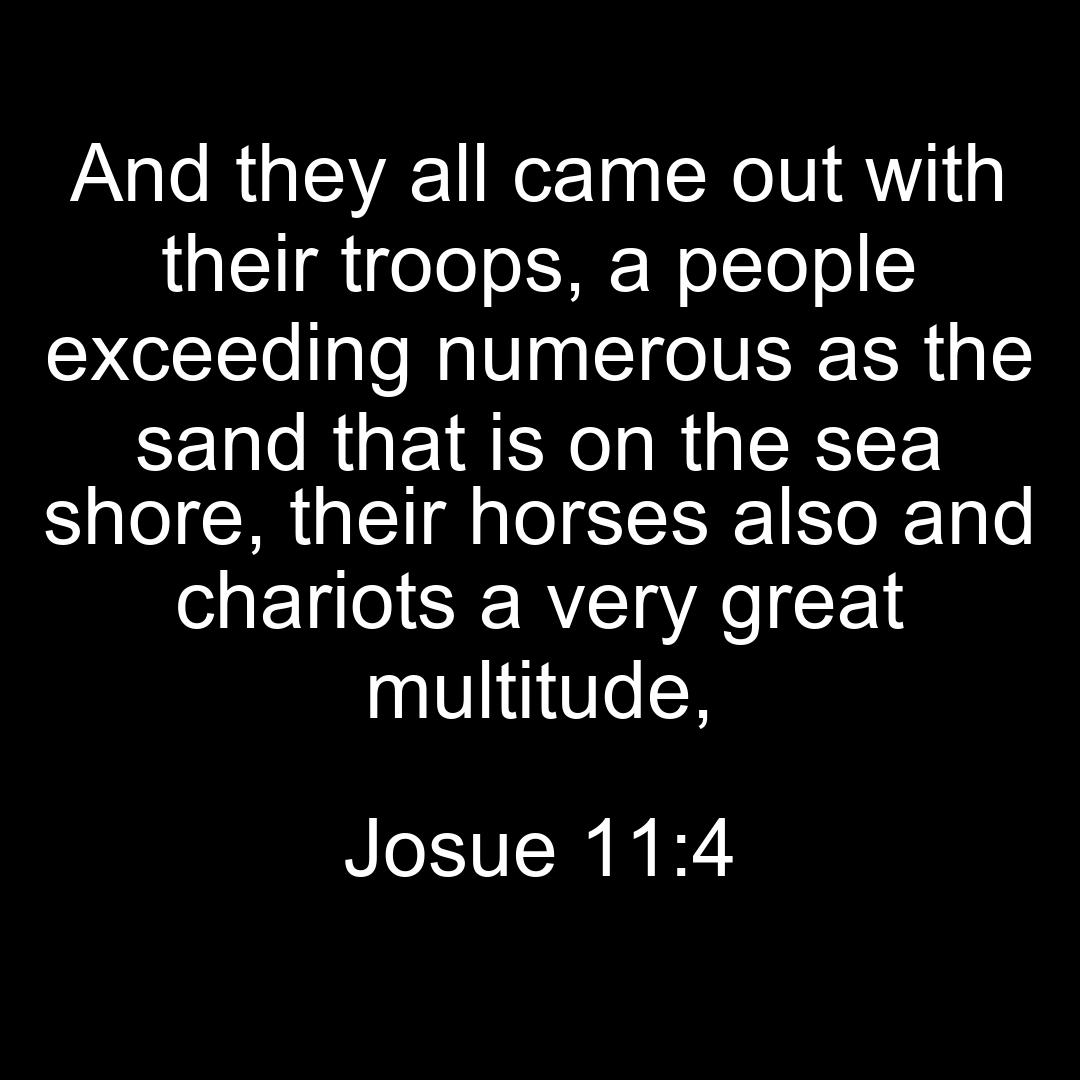 And they all came out with
their troops, a people
exceeding numerous as the
sand that is on the sea
shore, their horses also and
chariots a very great
multitude,
Josue 11:4